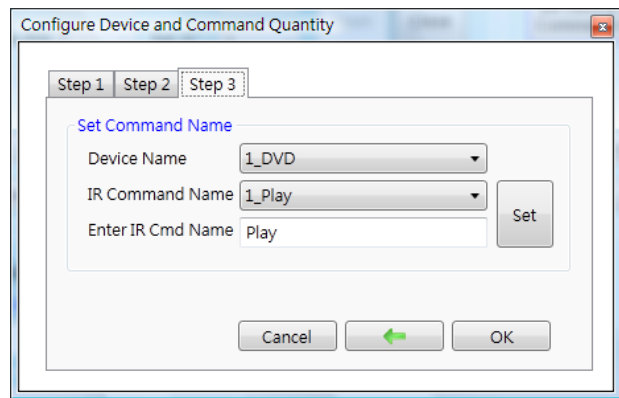 Configure Device and Command Quantity
Step 1 Step 2 Step 3
Set Command Name
Device Name 1_DVD
IR Command Name 1_Play
Enter IR Cmd Name Play
Set
Cancel OK